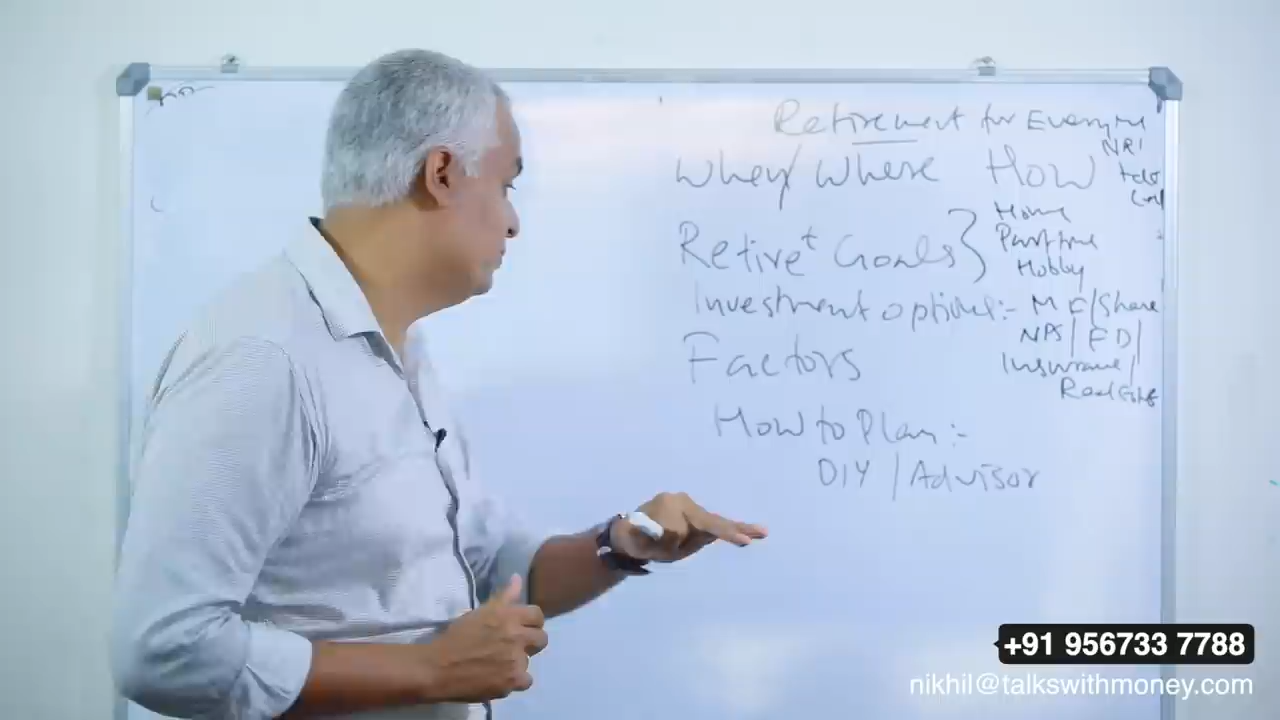 Retirement for Everyone
NRI
When/Where How
Home
Retire⁺ Goals } Part time
Hobby
Investment options:- MF/Share
NPS/FD/
Factors Insurance/
Real Estate
How to Plan:-
DIY / Advisor
+91 956733 7788
nikhil@talkswithmoney.com